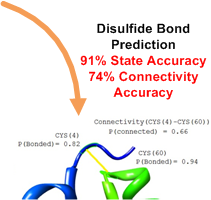 Disulfide Bond
Prediction
91% State Accuracy
74% Connectivity
Accuracy
Connectivity(CYS(4)-CYS(60))
P(connected) = 0.66
CYS(4)
P(Bonded)= 0.82
CYS(60)
P(Bonded)= 0.94